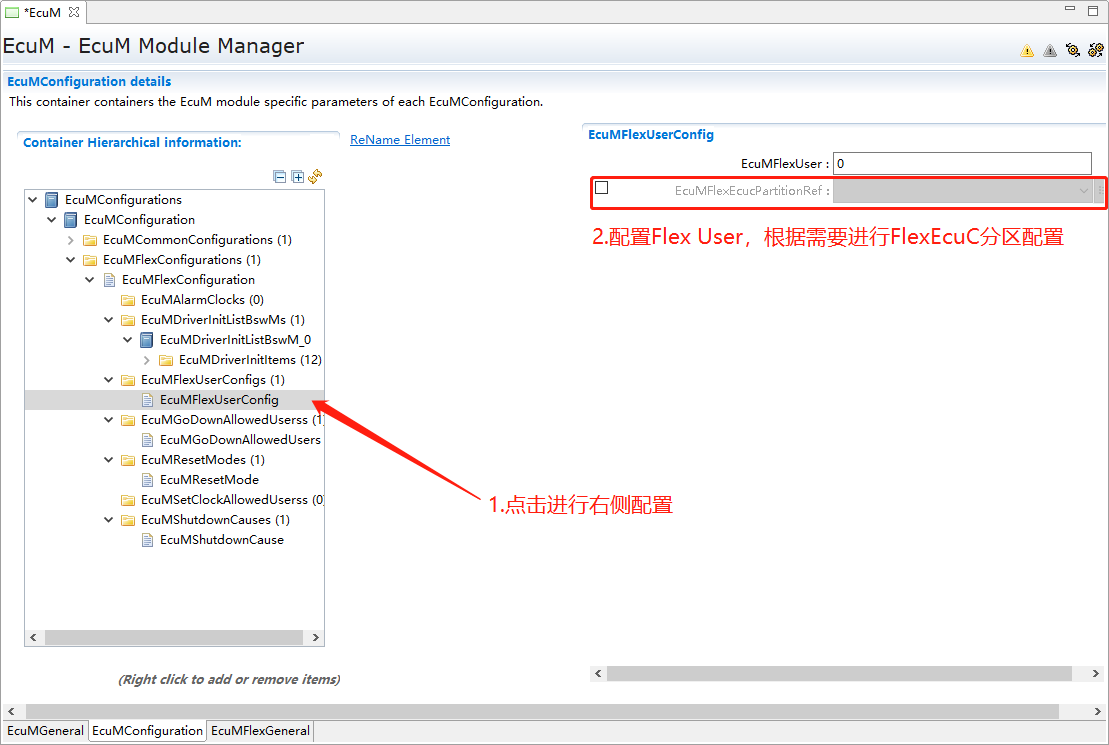 *EcuM
EcuM - EcuM Module Manager
EcuMConfiguration details
This container containers the EcuM module specific parameters of each EcuMConfiguration.
Container Hierarchical information:
ReName Element
EcuMConfigurations
EcuMConfiguration
EcuMCommonConfigurations (1)
EcuMFlexConfigurations (1)
EcuMFlexConfiguration
EcuMAlarmClocks (0)
EcuMDriverInitListBswMs (1)
EcuMDriverInitListBswM_0
EcuMDriverInitItems (12)
EcuMFlexUserConfigs (1)
EcuMFlexUserConfig
EcuMGoDownAllowedUserss (1)
EcuMGoDownAllowedUsers
EcuMResetModes (1)
EcuMResetMode
EcuMSetClockAllowedUserss (0)
EcuMShutdownCauses (1)
EcuMShutdownCause
(Right click to add or remove items)
EcuMFlexUserConfig
EcuMFlexUser : 0
EcuMFlexEcucPartitionRef :
2.配置Flex User，根据需要进行FlexEcuC分区配置
1.点击进行右侧配置
EcuMGeneral EcuMConfiguration EcuMFlexGeneral